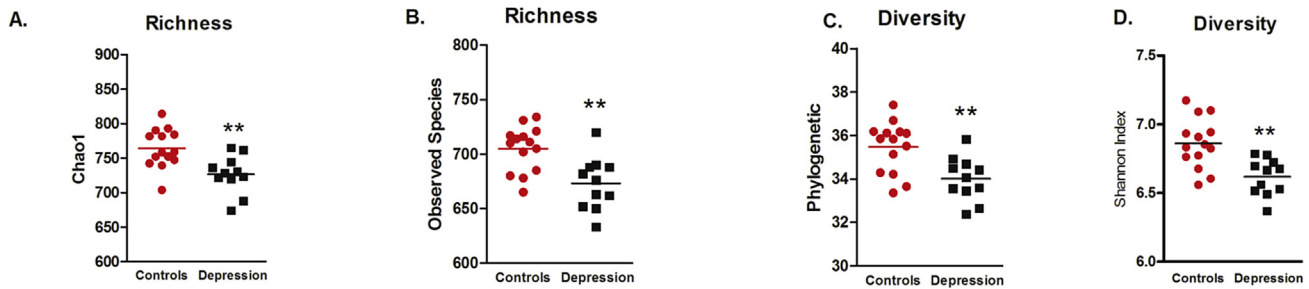 A.
Richness
Chao1
900
850
800
750
700
650
600
**
Controls Depression
B.
Richness
Observed Species
800
750
700
650
600
**
Controls Depression
C.
Diversity
Phylogenetic
40
38
36
34
32
30
**
Controls Depression
D.
Diversity
Shannon Index
7.5
7.0
6.5
6.0
**
Controls Depression